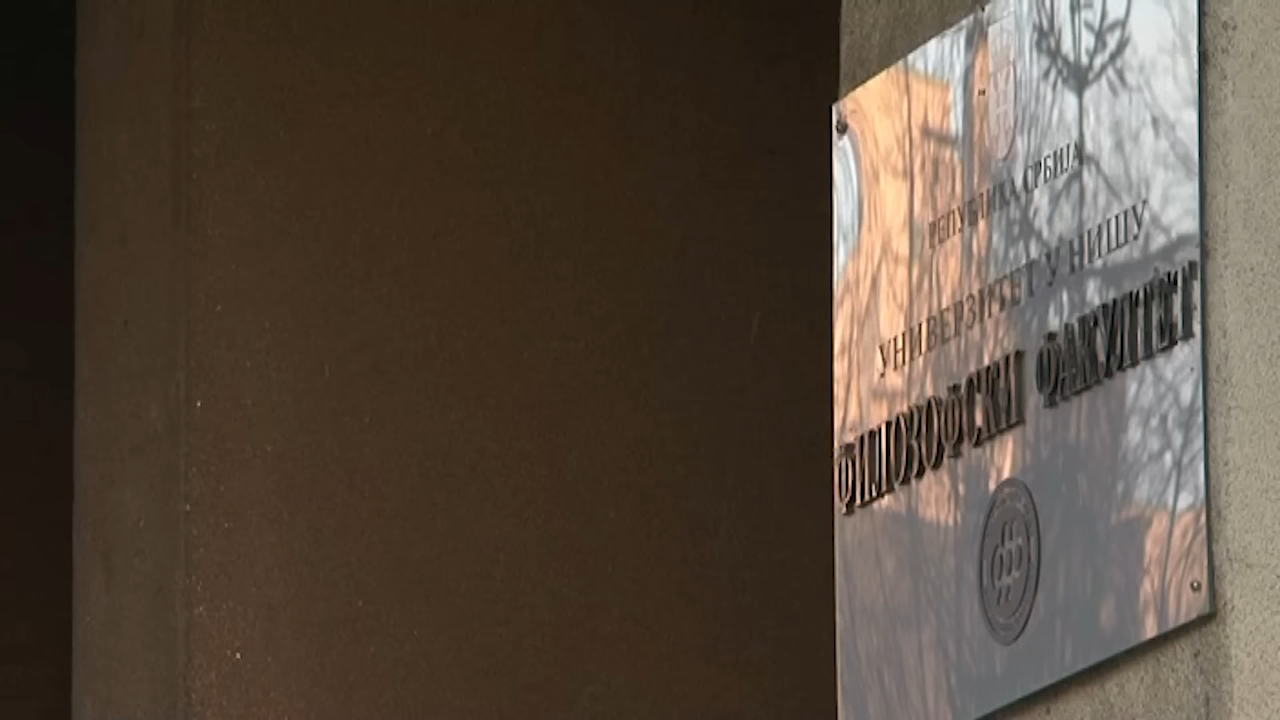 РЕПУБЛИКА СРБИЈА
УНИВЕРЗИТЕТ У НИШУ
ФИЛОЗОФСКИ ФАКУЛТЕТ